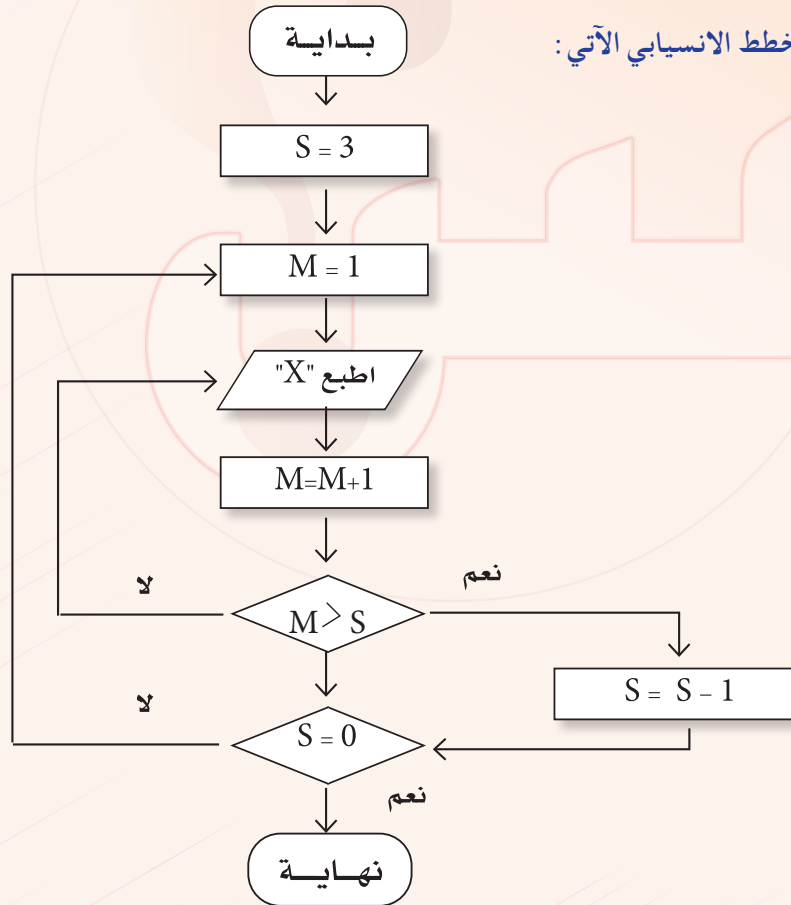 خطط الانسيابي الآتي :
بداية
S = 3
M = 1
اطبع "X"
M=M+1
نعم
لا
M > S
S = S – 1
لا
S = 0
نعم
نهاية